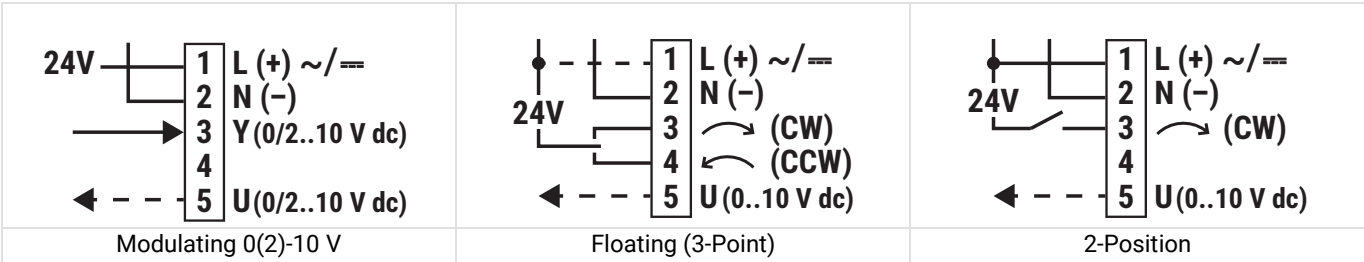 24V 1 L (+) ~/⎓
2 N (−)
3 Y (0/2..10 V dc)
4
5 U (0/2..10 V dc)
Modulating 0(2)-10 V
1 L (+) ~/⎓
2 N (−)
24V
3 (CW)
4 (CCW)
5 U (0..10 V dc)
Floating (3-Point)
1 L (+) ~/⎓
24V 2 N (−)
3 (CW)
4
5 U (0..10 V dc)
2-Position